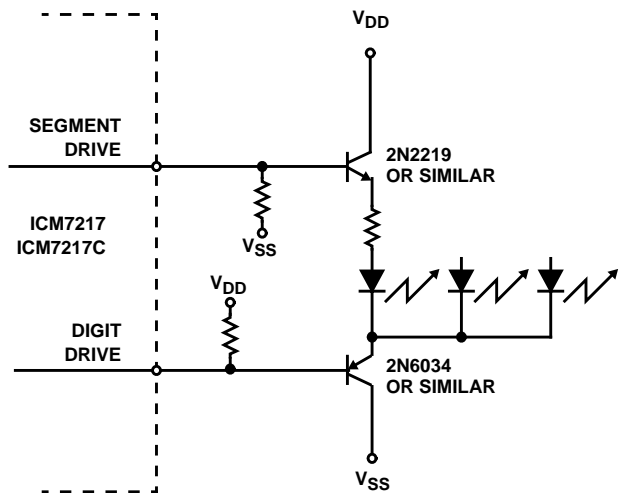 VDD
SEGMENT
DRIVE
2N2219
OR SIMILAR
ICM7217
ICM7217C
VSS
VDD
DIGIT
DRIVE
2N6034
OR SIMILAR
VSS